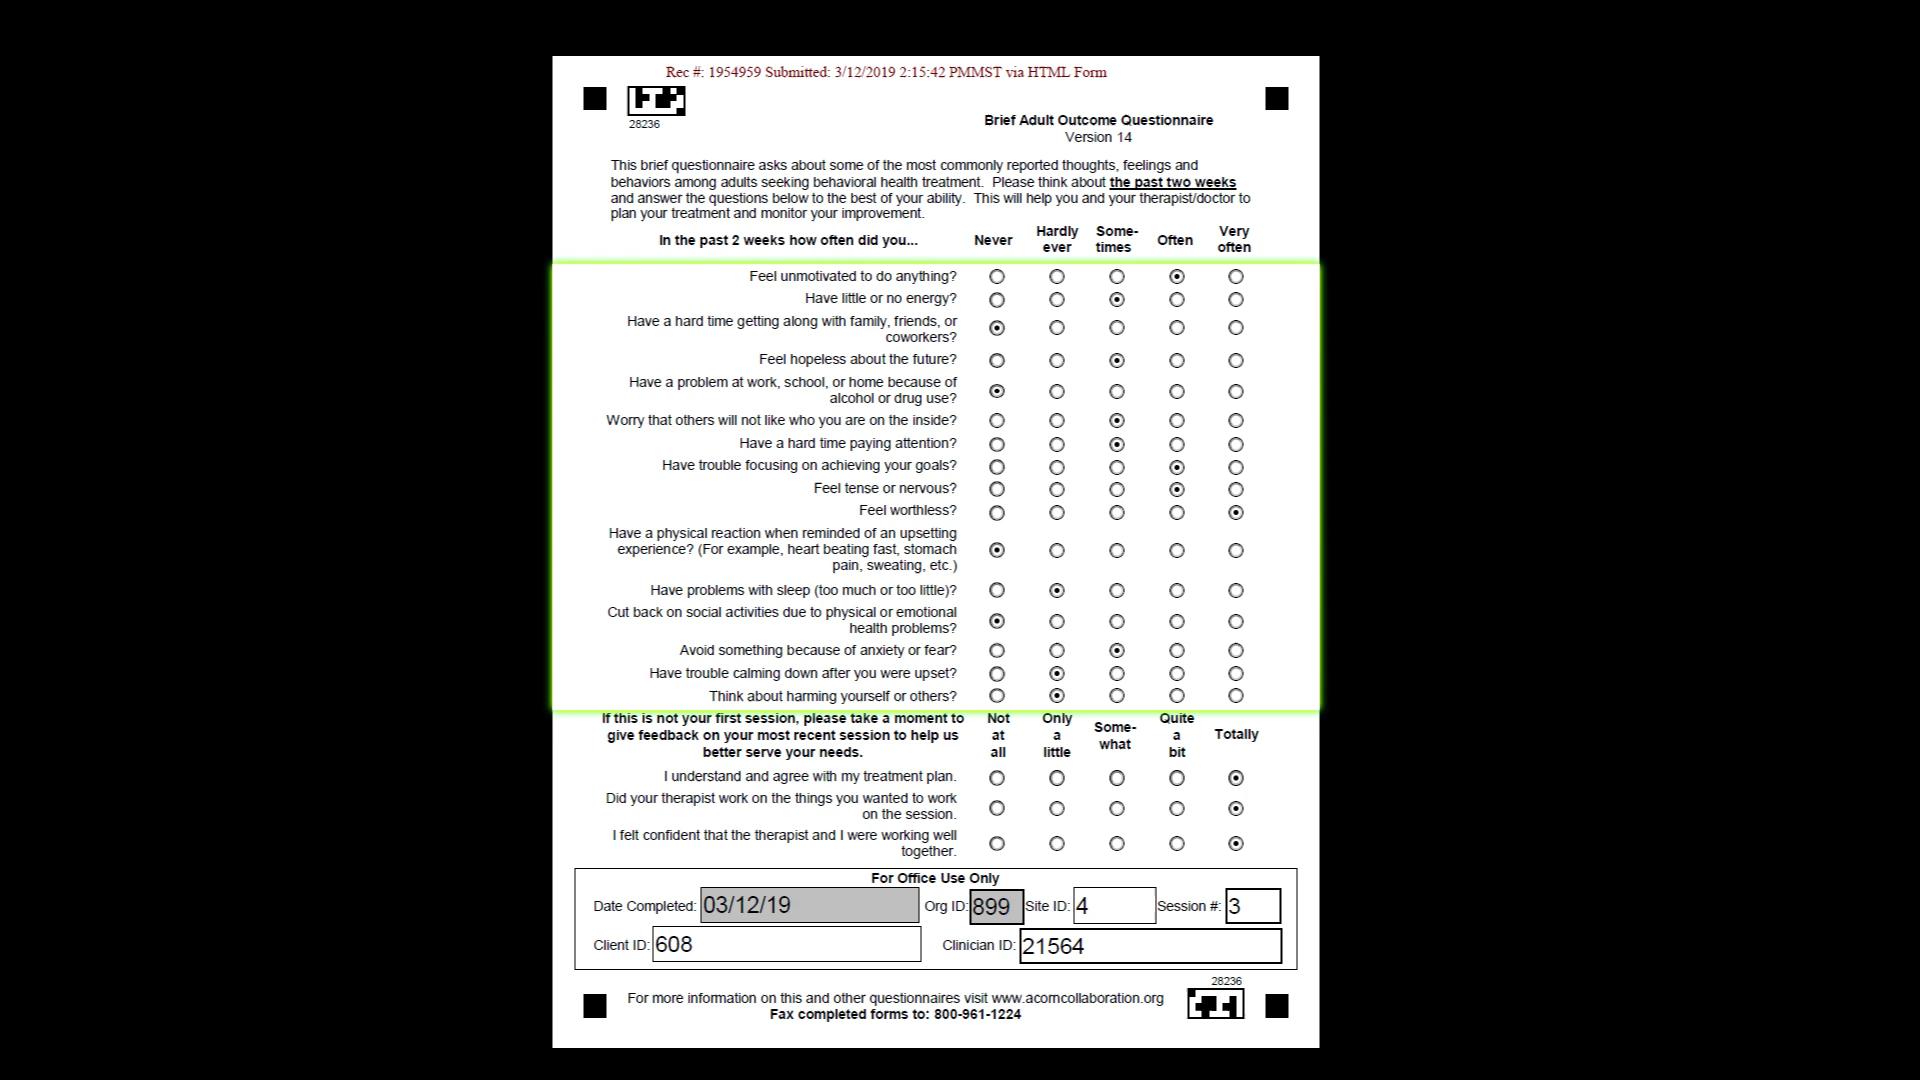 Rec #: 1954959 Submitted: 3/12/2019 2:15:42 PMMST via HTML Form
28236
Brief Adult Outcome Questionnaire
Version 14
This brief questionnaire asks about some of the most commonly reported thoughts, feelings and
behaviors among adults seeking behavioral health treatment. Please think about the past two weeks
and answer the questions below to the best of your ability. This will help you and your therapist/doctor to
plan your treatment and monitor your improvement.
In the past 2 weeks how often did you... Never Hardly ever Some-times Often Very often
Feel unmotivated to do anything?
Have little or no energy?
Have a hard time getting along with family, friends, or
coworkers?
Feel hopeless about the future?
Have a problem at work, school, or home because of
alcohol or drug use?
Worry that others will not like who you are on the inside?
Have a hard time paying attention?
Have trouble focusing on achieving your goals?
Feel tense or nervous?
Feel worthless?
Have a physical reaction when reminded of an upsetting
experience? (For example, heart beating fast, stomach
pain, sweating, etc.)
Have problems with sleep (too much or too little)?
Cut back on social activities due to physical or emotional
health problems?
Avoid something because of anxiety or fear?
Have trouble calming down after you were upset?
Think about harming yourself or others?
If this is not your first session, please take a moment to
give feedback on your most recent session to help us
better serve your needs.
Not at all Only a little Some-what Quite a bit Totally
I understand and agree with my treatment plan.
Did your therapist work on the things you wanted to work
on the session.
I felt confident that the therapist and I were working well
together.
For Office Use Only
Date Completed: 03/12/19 Org ID: 899 Site ID: 4 Session #: 3
Client ID: 608 Clinician ID: 21564
28236
For more information on this and other questionnaires visit www.acorncollaboration.org
Fax completed forms to: 800-961-1224